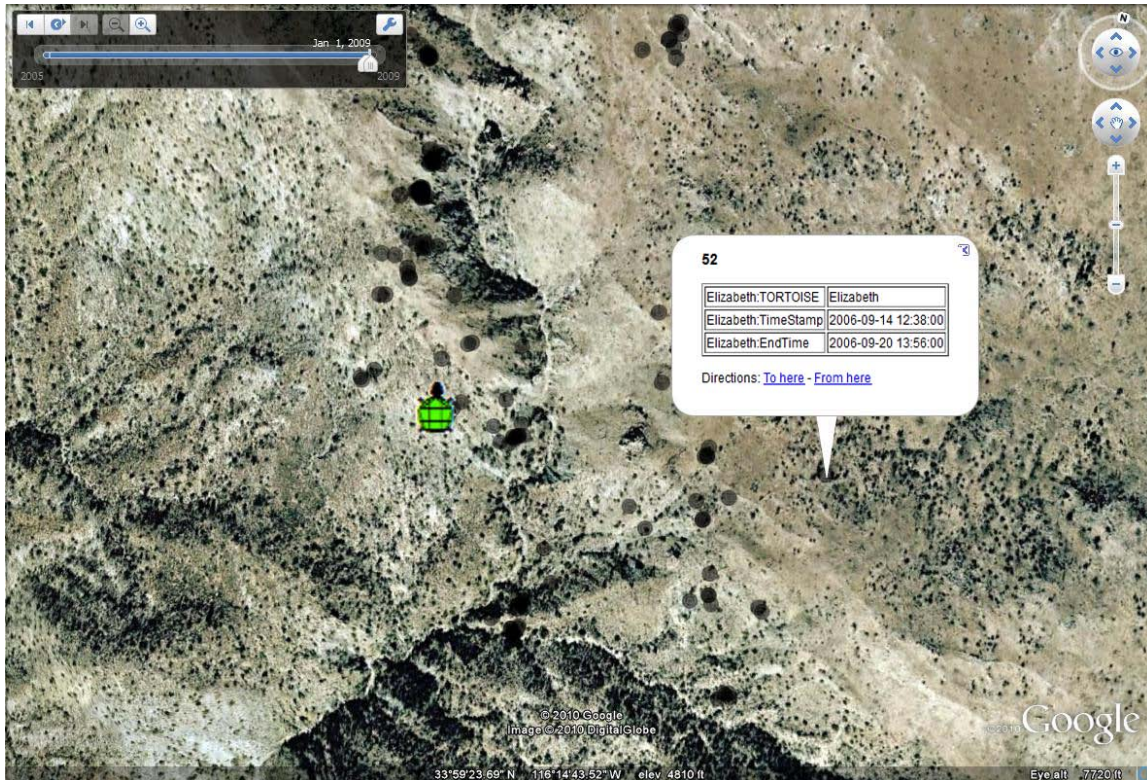 N
Jan 1, 2009
2005 2009
52
Elizabeth:TORTOISE Elizabeth
Elizabeth:TimeStamp 2006-09-14 12:38:00
Elizabeth:EndTime 2006-09-20 13:56:00
Directions: To here - From here
© 2010 Google
Image © 2010 DigitalGlobe
©2010 Google
33°59'23.69" N 116°14'43.52" W elev 4810 ft Eye alt 7720 ft